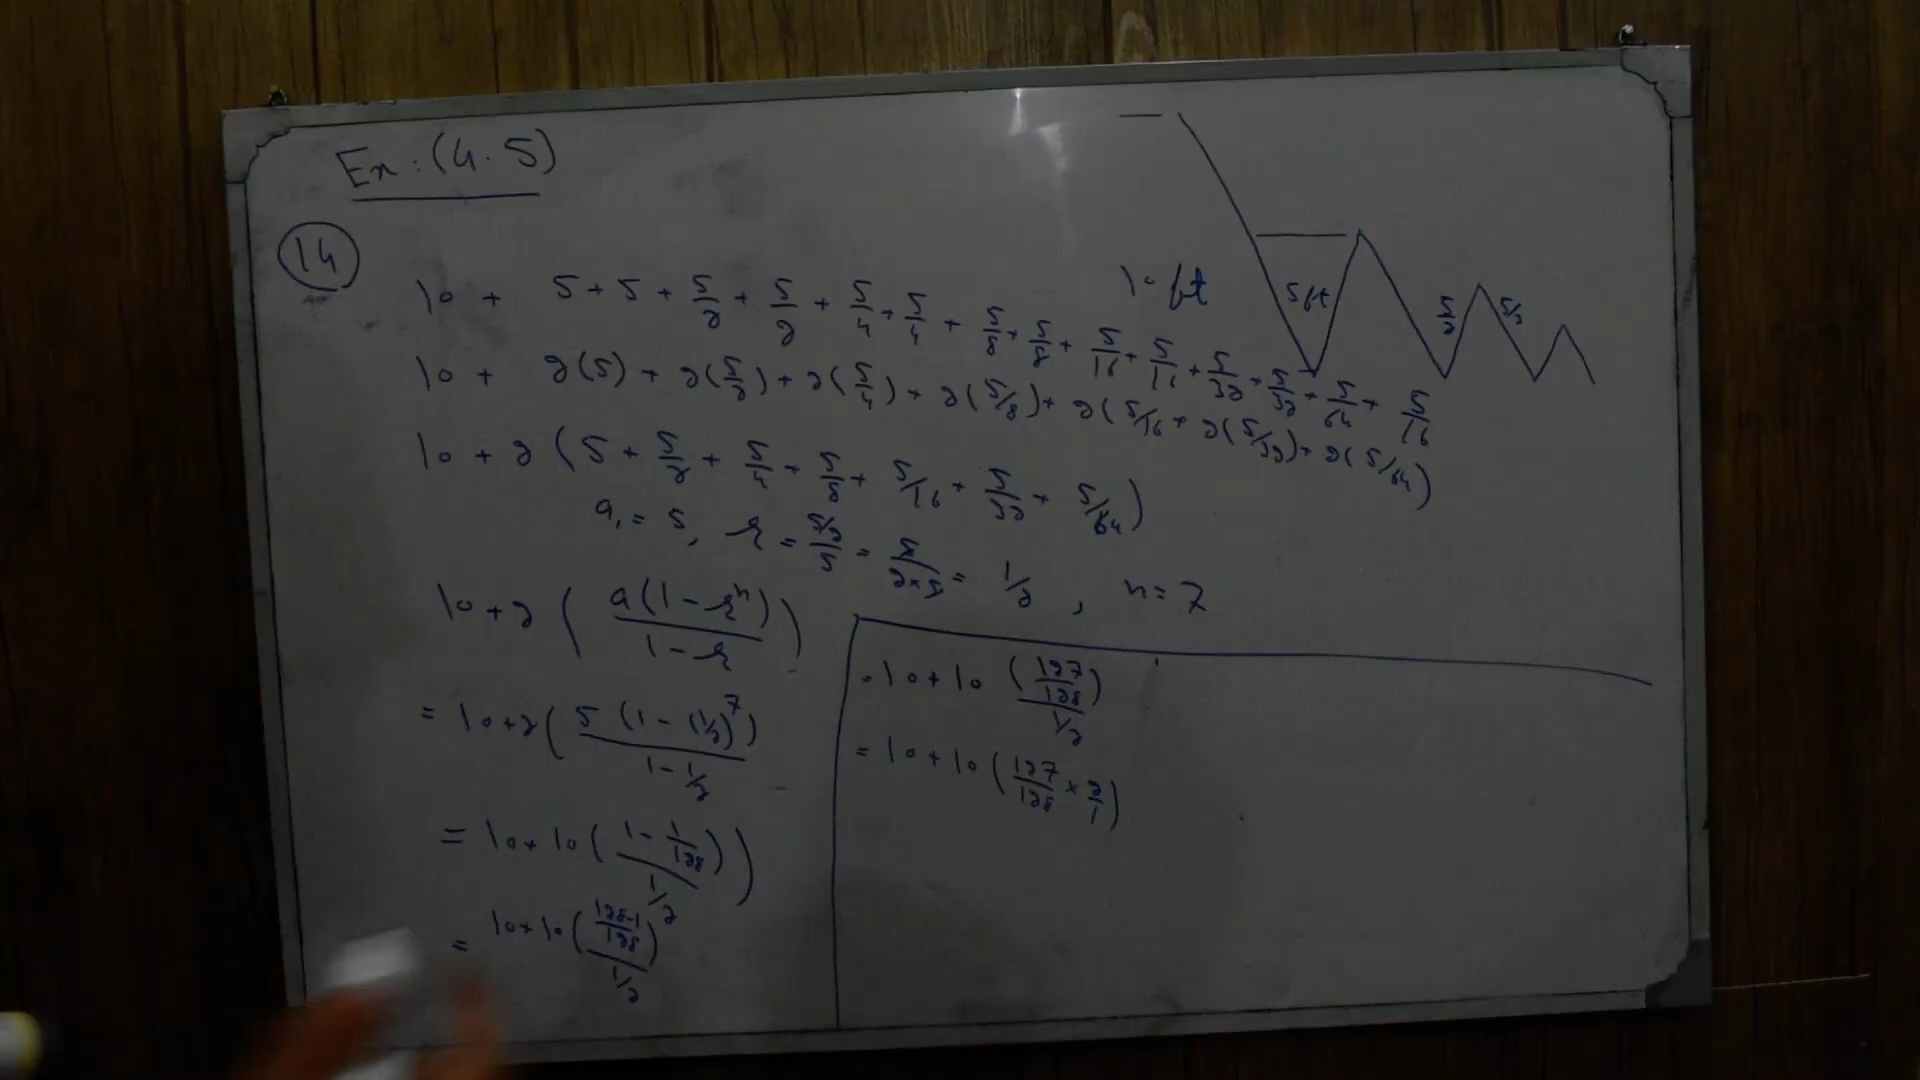 Ex: (4.5)
14
10 + 5 + 5 + 5/2 + 5/2 + 5/4 + 5/4 + 5/8 + 5/8 + 5/16 + 5/16 + 5/32 + 5/32 + 5/64 + 5/16
10 + 2(5) + 2(5/2) + 2(5/4) + 2(5/8) + 2(5/16 + 2(5/32) + 2(5/64)
10 + 2 (5 + 5/2 + 5/4 + 5/8 + 5/16 + 5/32 + 5/64)
a₁ = 5, r = (5/2)/5 = 5/(2×5) = 1/2, n = 7
10 + 2 ( a(1 - rⁿ)/(1 - r) )
= 10 + 2 ( 5 (1 - (1/2)⁷)/(1 - 1/2)
= 10 + 10 ( (1 - 1/128)/(1/2) )
= 10 + 10 ( ((128-1)/128)/(1/2) )
= 10 + 10 ( (127/128)/(1/2) )
= 10 + 10 ( 127/128 × 2/1 )
10 ft
5ft
5/2
5/2